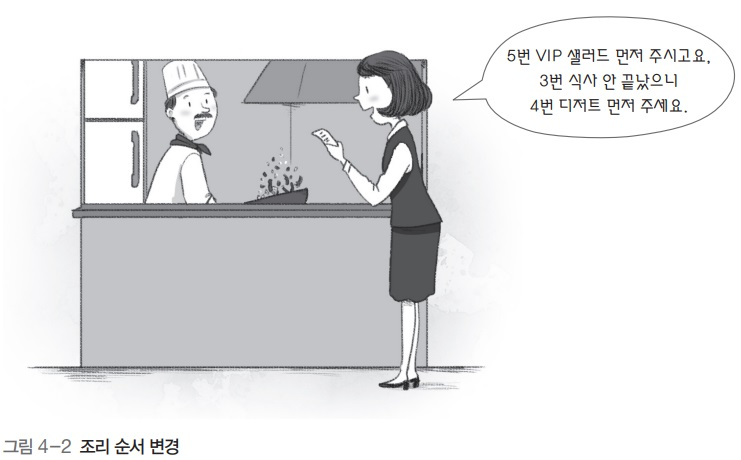 5번 VIP 샐러드 먼저 주시고요,
3번 식사 안 끝났으니
4번 디저트 먼저 주세요.
그림 4-2 조리 순서 변경